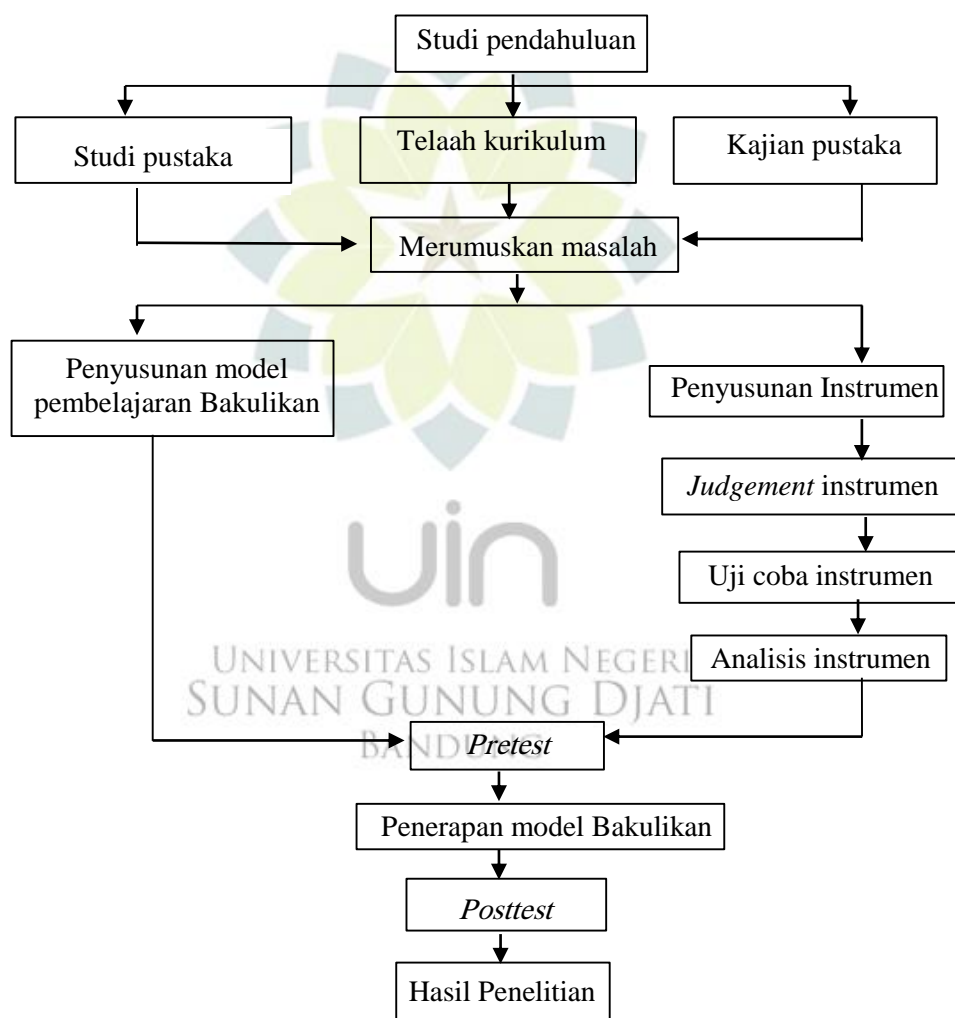 Studi pendahuluan
Studi pustaka
Telaah kurikulum
Kajian pustaka
Merumuskan masalah
Penyusunan model
pembelajaran Bakulikan
Penyusunan Instrumen
Judgement instrumen
Uji coba instrumen
uin
UNIVERSITAS ISLAM NEGERI
SUNAN GUNUNG DJATI
BANDUNG
Analisis instrumen
Pretest
Penerapan model Bakulikan
Posttest
Hasil Penelitian